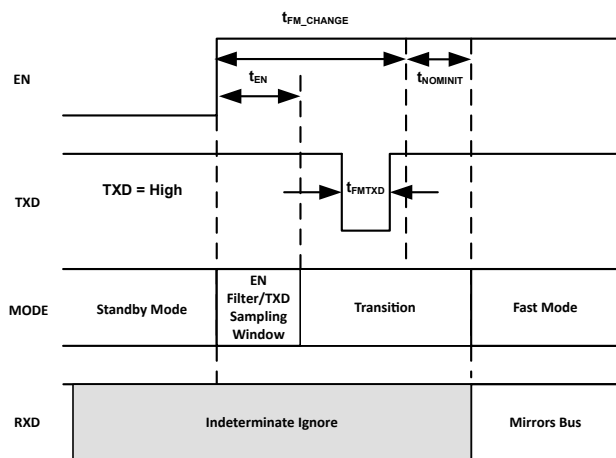 tFM_CHANGE
EN
tEN
tNOMINIT
TXD
TXD = High
tFMTXD
MODE
Standby Mode
EN
Filter/TXD
Sampling
Window
Transition
Fast Mode
RXD
Indeterminate Ignore
Mirrors Bus